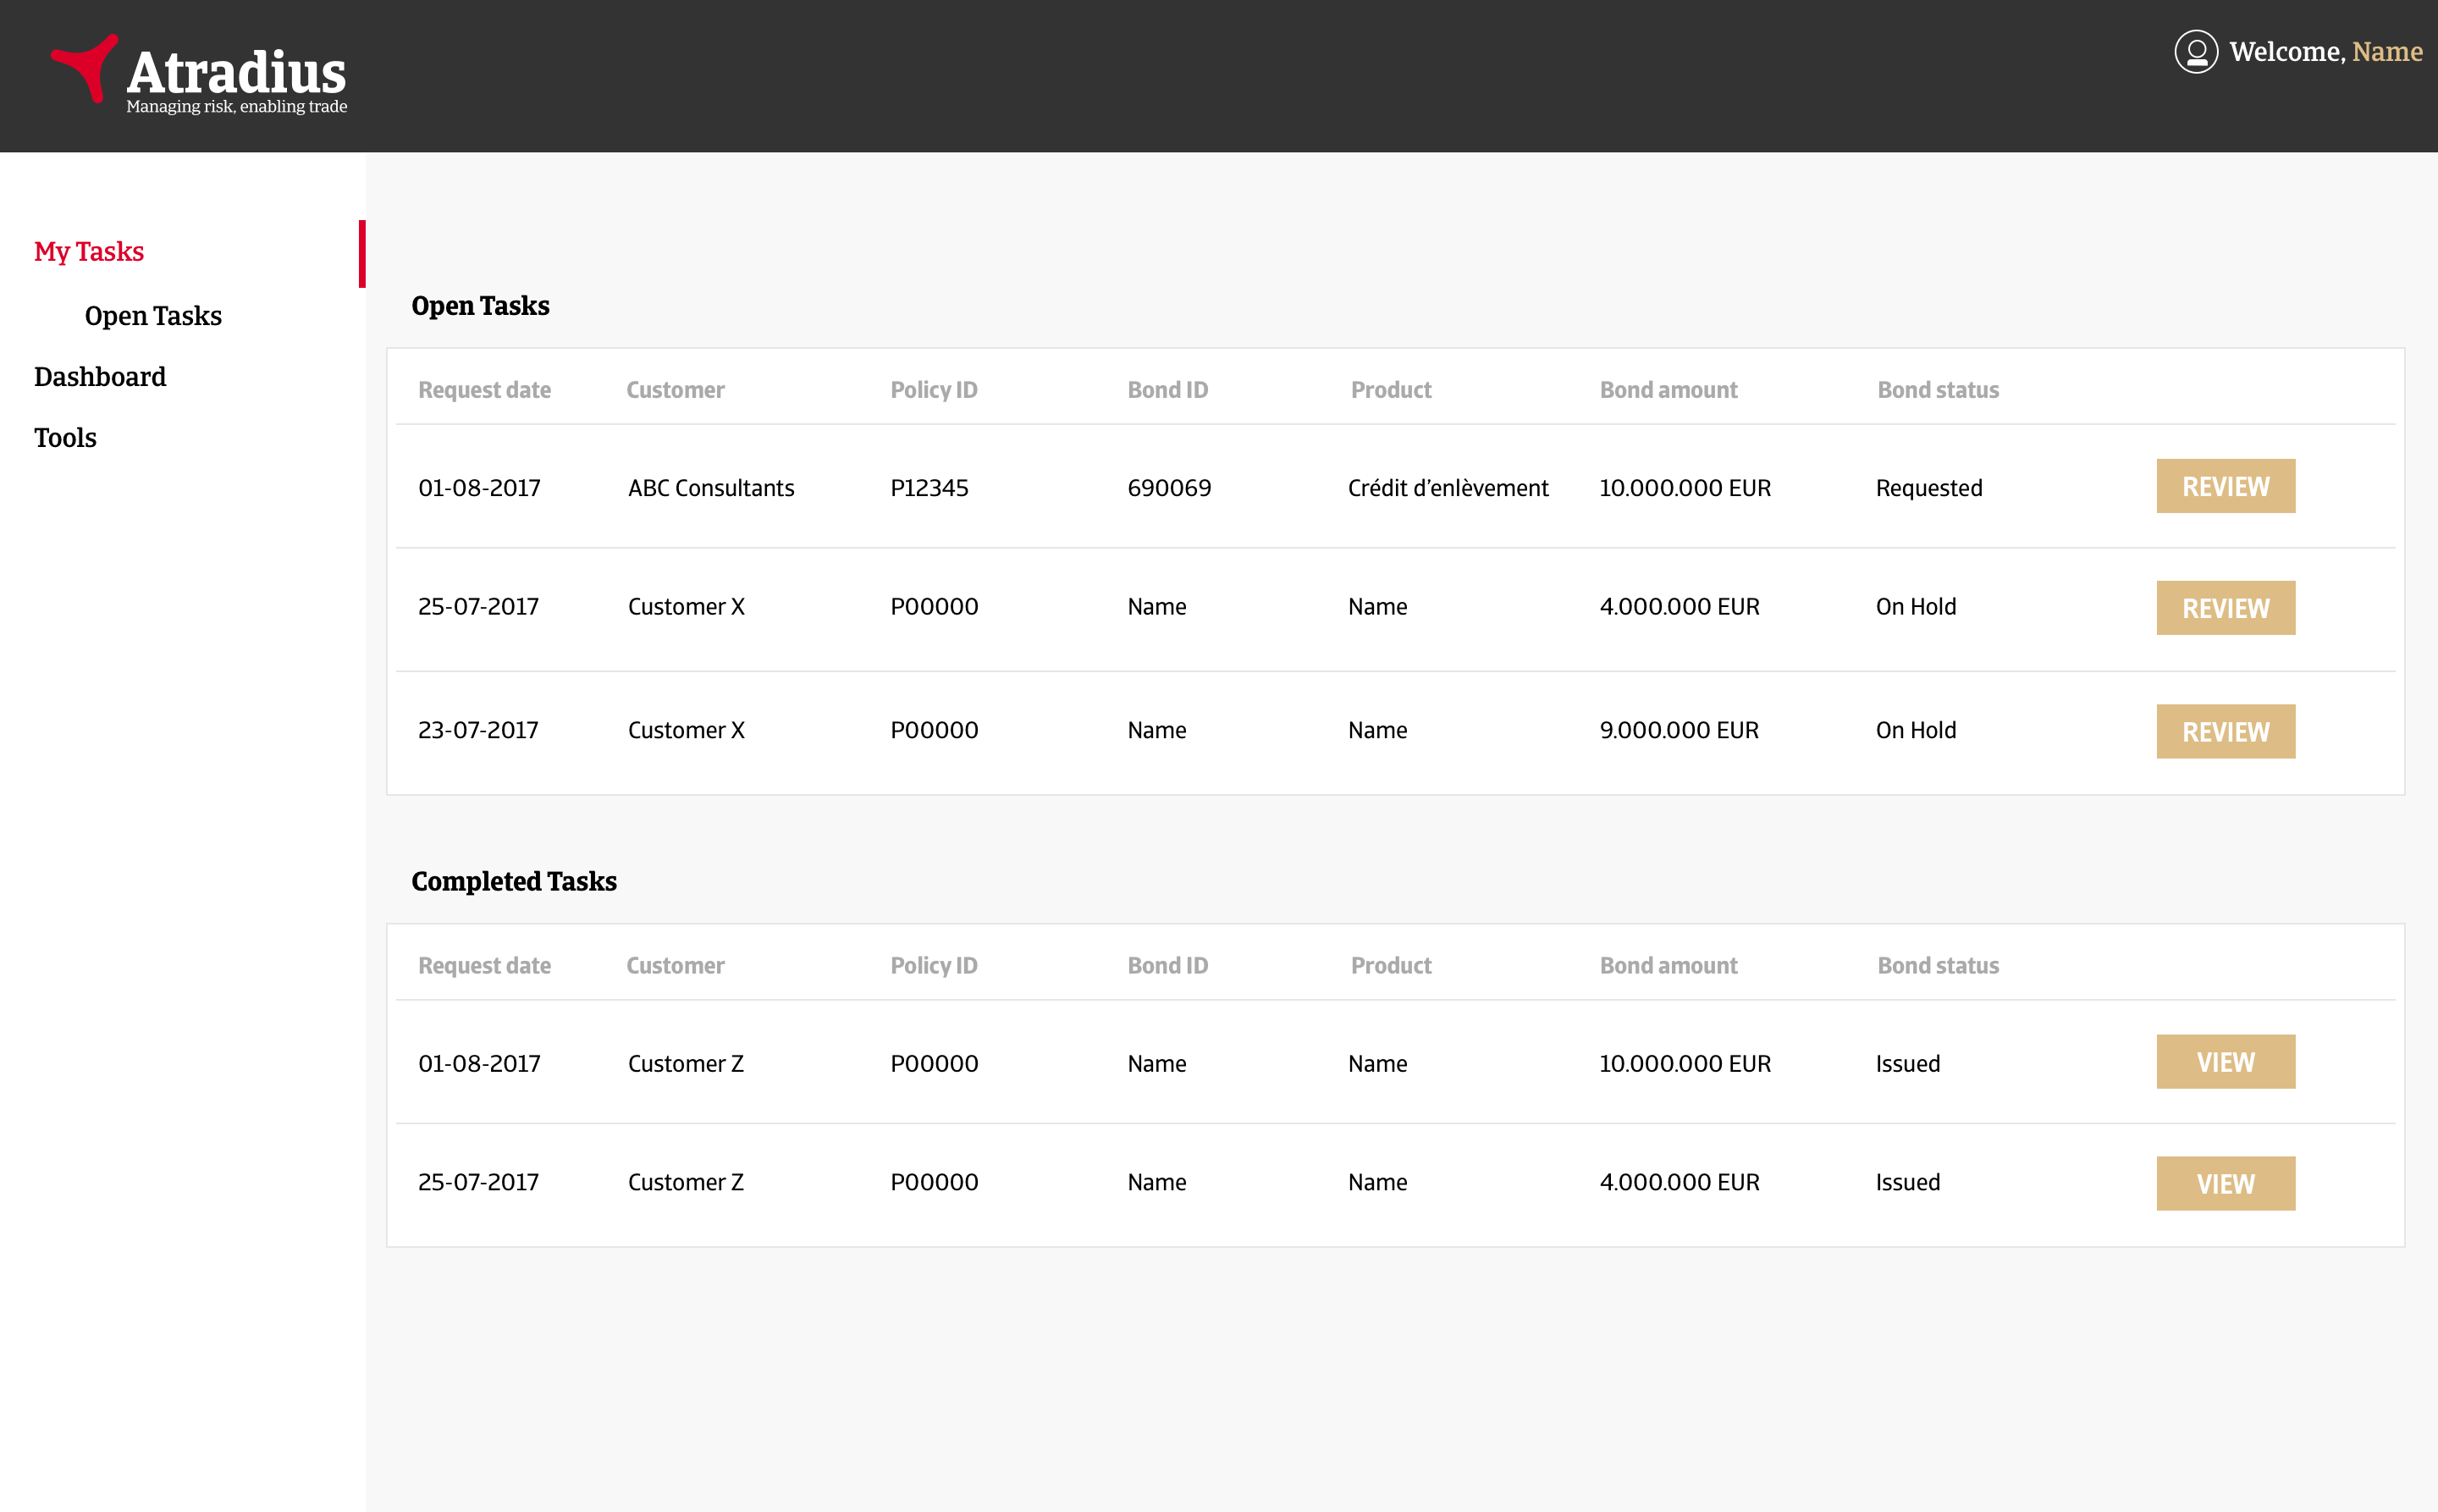 Atradius
Managing risk, enabling trade
Welcome, Name
My Tasks
Open Tasks
Dashboard
Tools
Open Tasks
Request date Customer Policy ID Bond ID Product Bond amount Bond status
01-08-2017 ABC Consultants P12345 690069 Crédit d’enlèvement 10.000.000 EUR Requested REVIEW
25-07-2017 Customer X P00000 Name Name 4.000.000 EUR On Hold REVIEW
23-07-2017 Customer X P00000 Name Name 9.000.000 EUR On Hold REVIEW
Completed Tasks
Request date Customer Policy ID Bond ID Product Bond amount Bond status
01-08-2017 Customer Z P00000 Name Name 10.000.000 EUR Issued VIEW
25-07-2017 Customer Z P00000 Name Name 4.000.000 EUR Issued VIEW